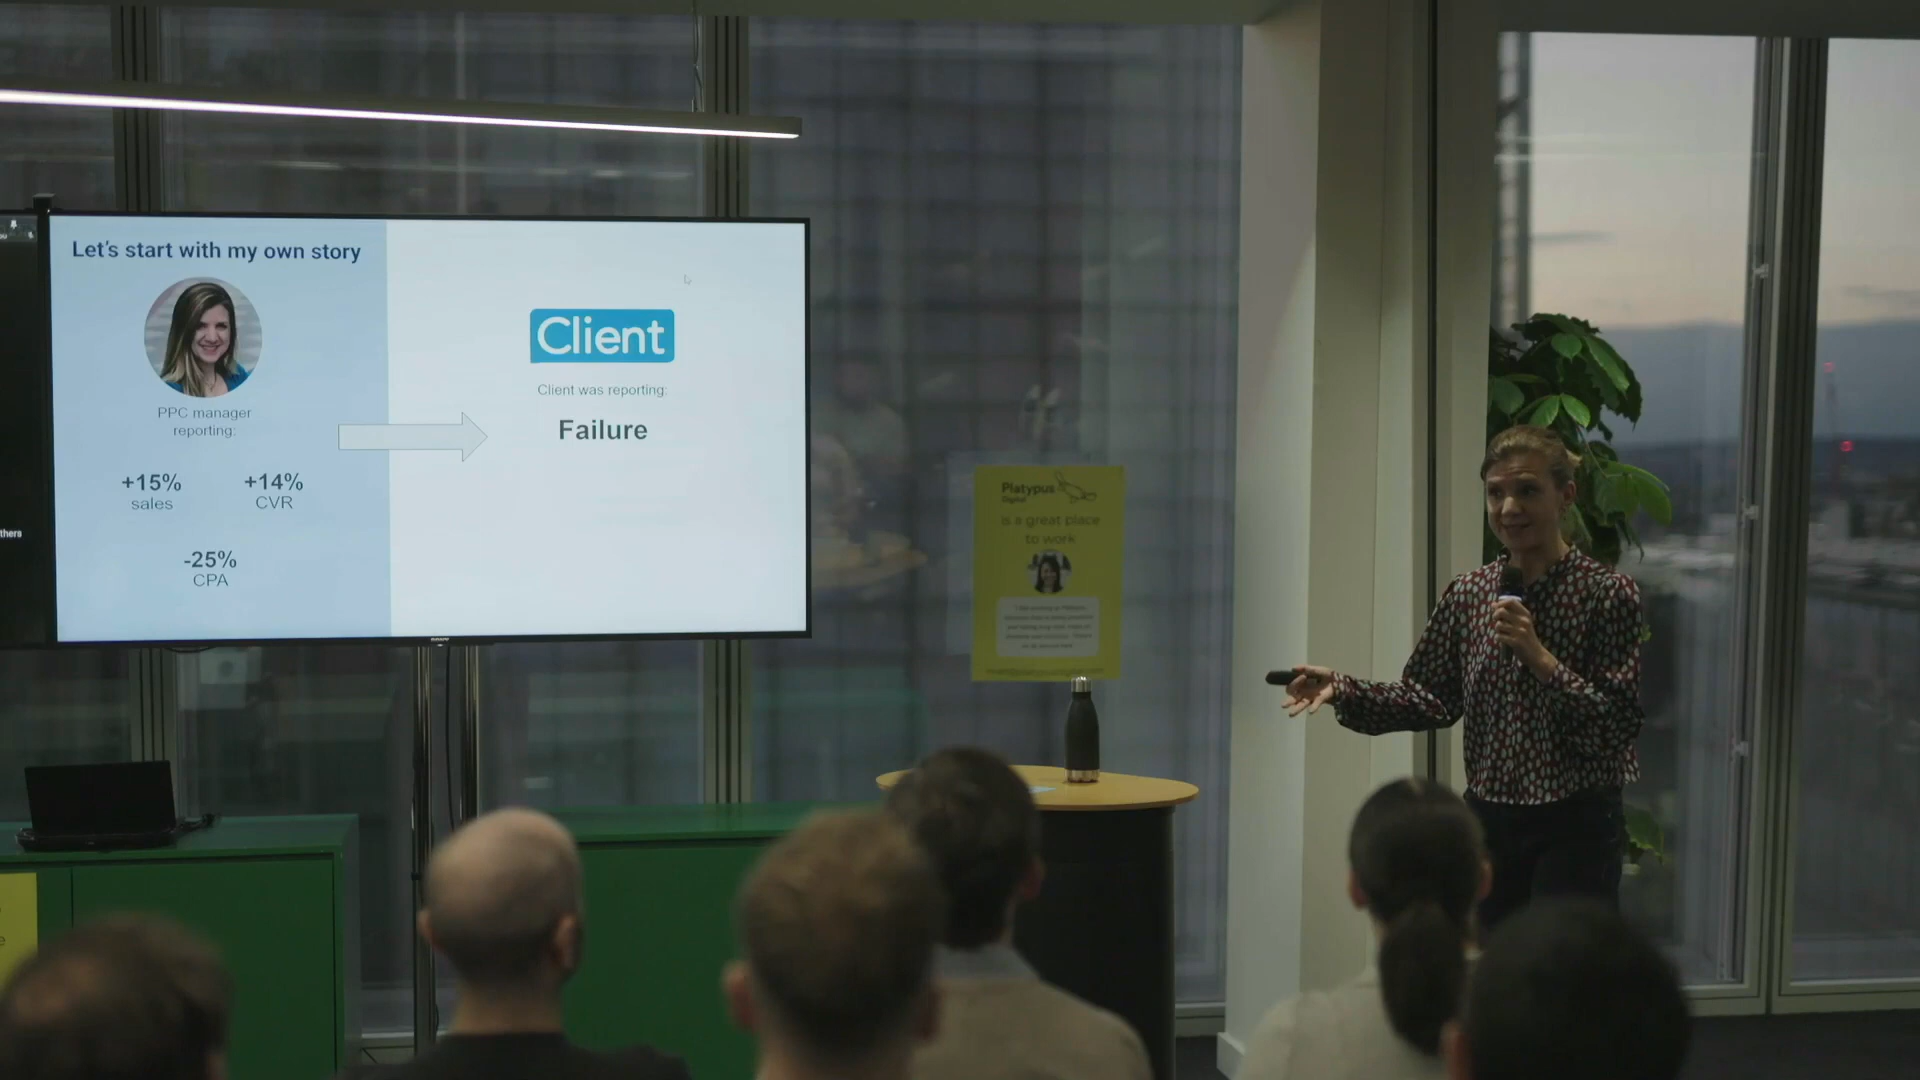 Let's start with my own story
PPC manager
reporting:
+15%
sales
+14%
CVR
-25%
CPA
Client
Client was reporting:
Failure
thers
Platypus
Digital
is a great place
to work